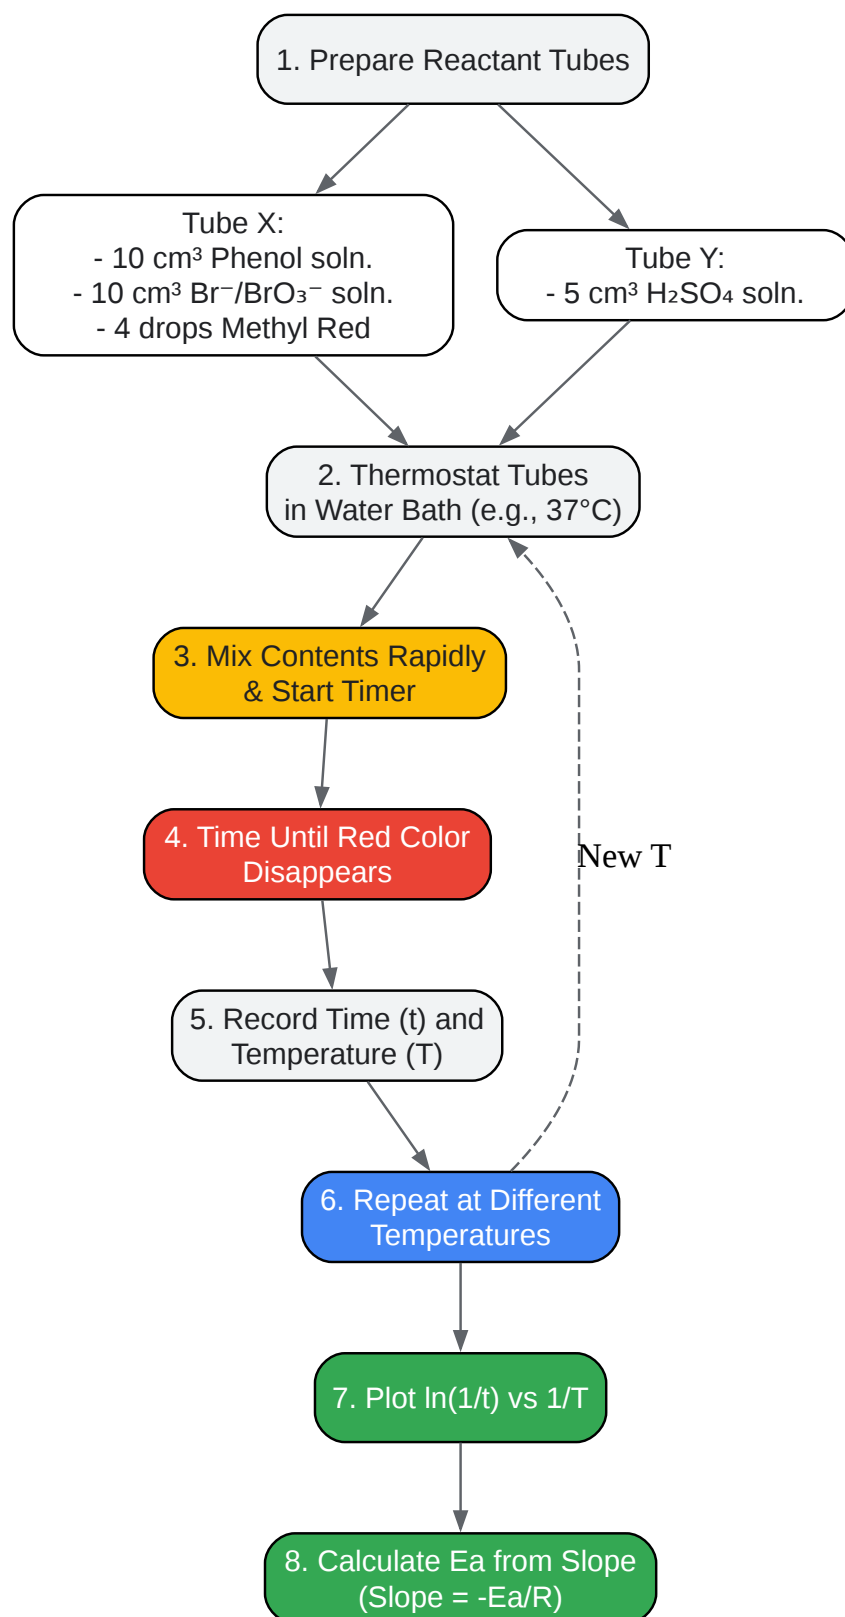 1. Prepare Reactant Tubes
Tube X:
- 10 cm³ Phenol soln.
- 10 cm³ Br⁻/BrO₃⁻ soln.
- 4 drops Methyl Red
Tube Y:
- 5 cm³ H₂SO₄ soln.
2. Thermostat Tubes
in Water Bath (e.g., 37°C)
3. Mix Contents Rapidly
& Start Timer
4. Time Until Red Color
Disappears
New T
5. Record Time (t) and
Temperature (T)
6. Repeat at Different
Temperatures
7. Plot ln(1/t) vs 1/T
8. Calculate Ea from Slope
(Slope = -Ea/R)